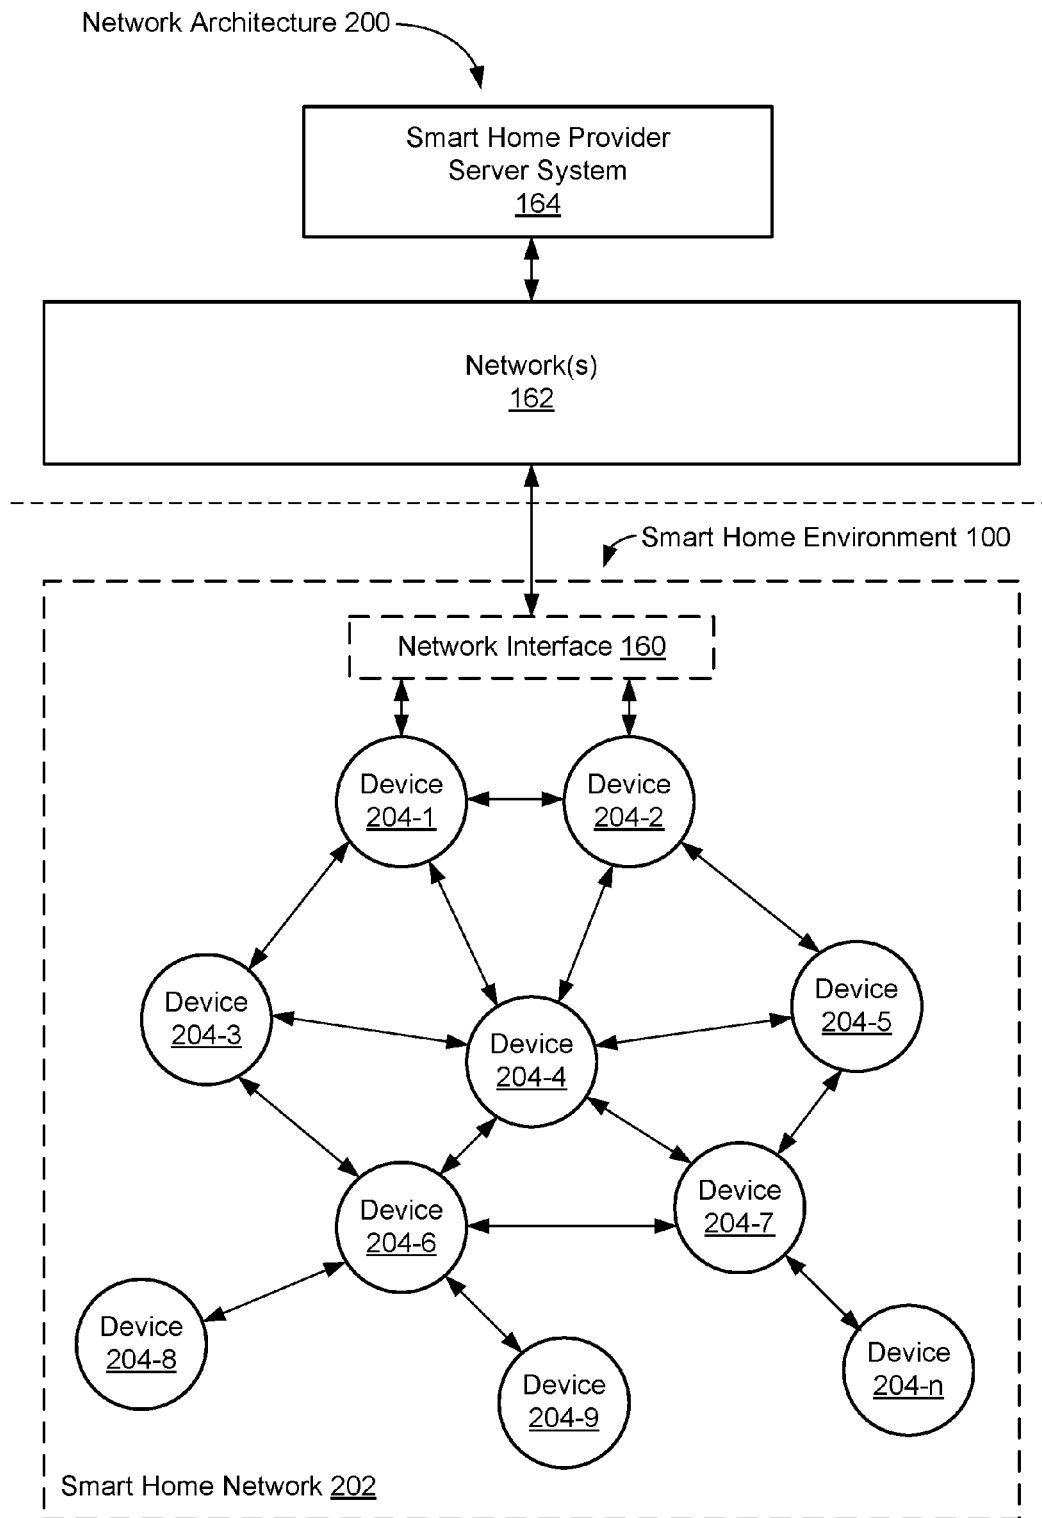 Network Architecture 200
Smart Home Provider
Server System
164
Network(s)
162
Smart Home Environment 100
Network Interface 160
Device
204-1
Device
204-2
Device
204-3
Device
204-4
Device
204-5
Device
204-6
Device
204-7
Device
204-8
Device
204-9
Device
204-n
Smart Home Network 202